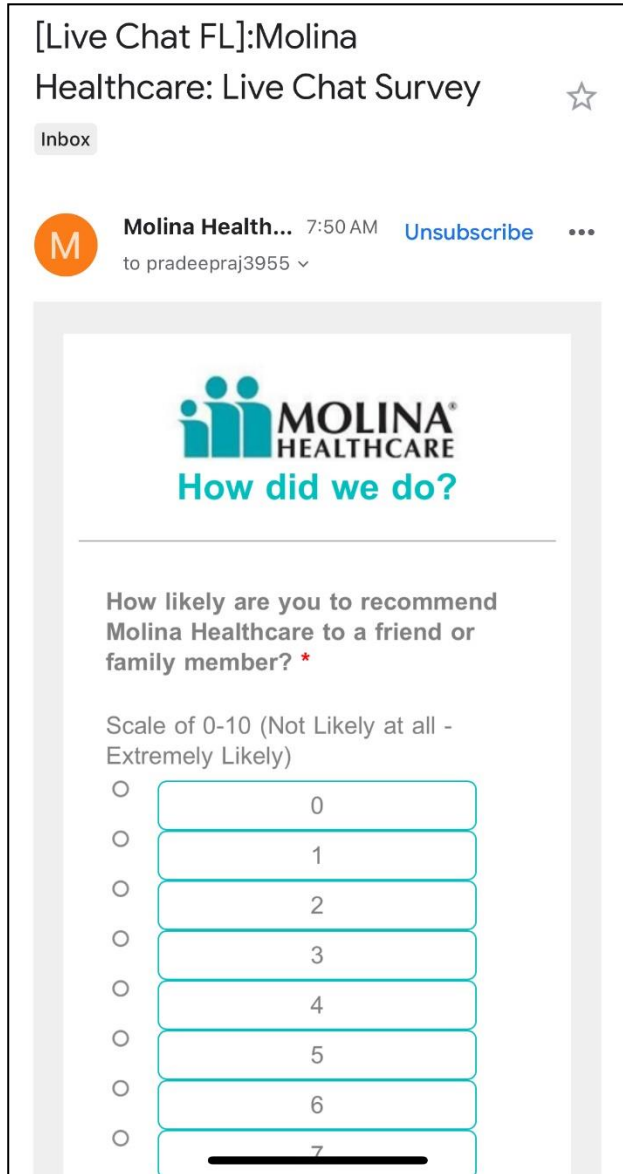 [Live Chat FL]:Molina
Healthcare: Live Chat Survey
Inbox
M
Molina Health... 7:50 AM Unsubscribe
to pradeepraj3955
MOLINA®
HEALTHCARE
How did we do?
How likely are you to recommend
Molina Healthcare to a friend or
family member? *
Scale of 0-10 (Not Likely at all -
Extremely Likely)
0
1
2
3
4
5
6
7